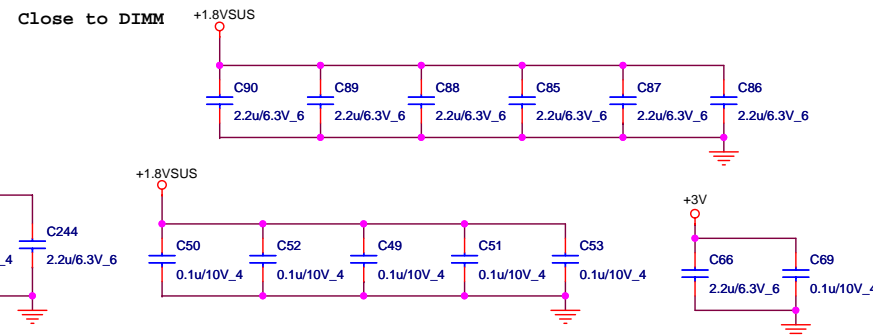 Close to DIMM
+1.8VSUS
C90
C89
C88
C85
C87
C86
2.2u/6.3V_6
2.2u/6.3V_6
2.2u/6.3V_6
2.2u/6.3V_6
2.2u/6.3V_6
2.2u/6.3V_6
+1.8VSUS
+3V
C244
_4
2.2u/6.3V_6
C50
C52
C49
C51
C53
0.1u/10V_4
0.1u/10V_4
0.1u/10V_4
0.1u/10V_4
0.1u/10V_4
C66
C69
2.2u/6.3V_6
0.1u/10V_4